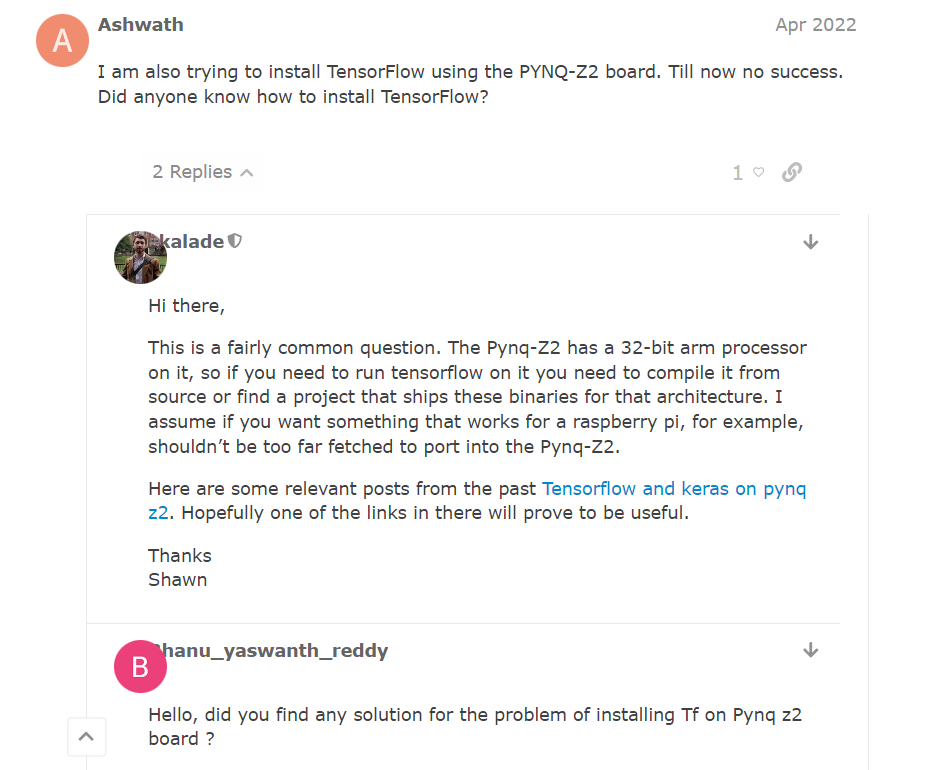 A
Ashwath
Apr 2022
I am also trying to install TensorFlow using the PYNQ-Z2 board. Till now no success.
Did anyone know how to install TensorFlow?
2 Replies
1
kalade
Hi there,
This is a fairly common question. The Pynq-Z2 has a 32-bit arm processor
on it, so if you need to run tensorflow on it you need to compile it from
source or find a project that ships these binaries for that architecture. I
assume if you want something that works for a raspberry pi, for example,
shouldn’t be too far fetched to port into the Pynq-Z2.
Here are some relevant posts from the past Tensorflow and keras on pynq
z2. Hopefully one of the links in there will prove to be useful.
Thanks
Shawn
B
hanu_yaswanth_reddy
Hello, did you find any solution for the problem of installing Tf on Pynq z2
board ?